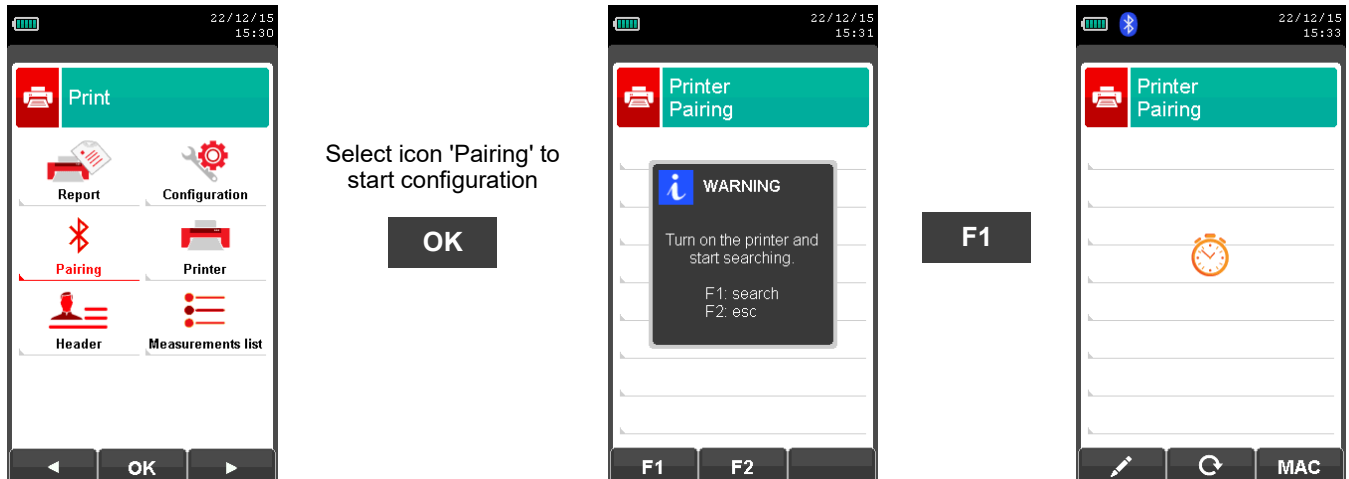 22/12/15
15:30
Print
Report
Configuration
Pairing
Printer
Header
Measurements list
OK
Select icon 'Pairing' to
start configuration
OK
22/12/15
15:31
Printer
Pairing
i WARNING
Turn on the printer and
start searching.
F1: search
F2: esc
F1 F2
F1
22/12/15
15:33
Printer
Pairing
MAC